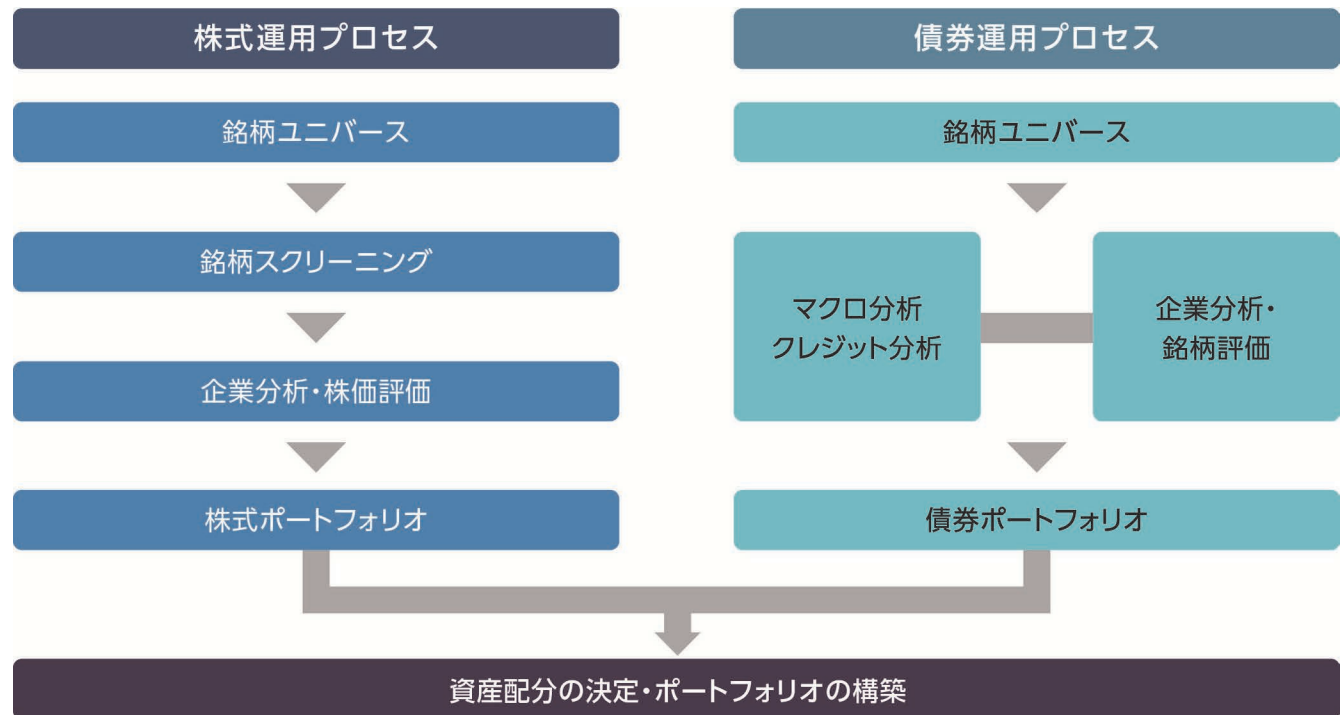 株式運用プロセス
銘柄ユニバース
銘柄スクリーニング
企業分析・株価評価
株式ポートフォリオ
債券運用プロセス
銘柄ユニバース
マクロ分析
クレジット分析
企業分析・
銘柄評価
債券ポートフォリオ
資産配分の決定・ポートフォリオの構築